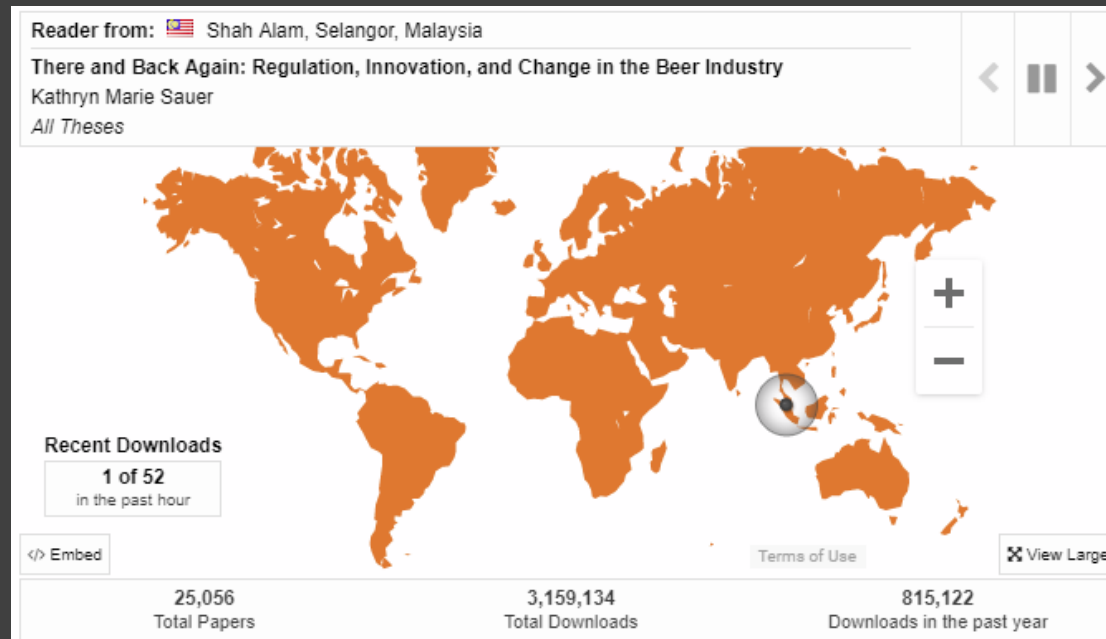 Reader from: Shah Alam, Selangor, Malaysia
There and Back Again: Regulation, Innovation, and Change in the Beer Industry
Kathryn Marie Sauer
All Theses
Recent Downloads
1 of 52
in the past hour
</> Embed
Terms of Use
View Large
25,056
Total Papers
3,159,134
Total Downloads
815,122
Downloads in the past year